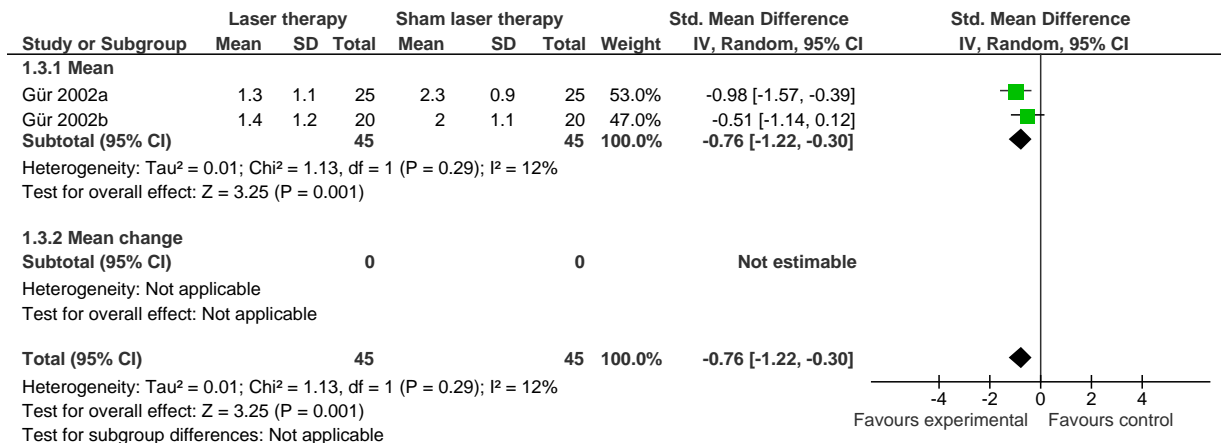 Laser therapy Sham laser therapy Std. Mean Difference Std. Mean Difference
Study or Subgroup Mean SD Total Mean SD Total Weight IV, Random, 95% CI IV, Random, 95% CI
1.3.1 Mean
Gür 2002a 1.3 1.1 25 2.3 0.9 25 53.0% -0.98 [-1.57, -0.39]
Gür 2002b 1.4 1.2 20 2 1.1 20 47.0% -0.51 [-1.14, 0.12]
Subtotal (95% CI) 45 45 100.0% -0.76 [-1.22, -0.30]
Heterogeneity: Tau² = 0.01; Chi² = 1.13, df = 1 (P = 0.29); I² = 12%
Test for overall effect: Z = 3.25 (P = 0.001)
1.3.2 Mean change
Subtotal (95% CI) 0 0 Not estimable
Heterogeneity: Not applicable
Test for overall effect: Not applicable
Total (95% CI) 45 45 100.0% -0.76 [-1.22, -0.30]
Heterogeneity: Tau² = 0.01; Chi² = 1.13, df = 1 (P = 0.29); I² = 12%
Test for overall effect: Z = 3.25 (P = 0.001)
Test for subgroup differences: Not applicable
-4 -2 0 2 4
Favours experimental Favours control